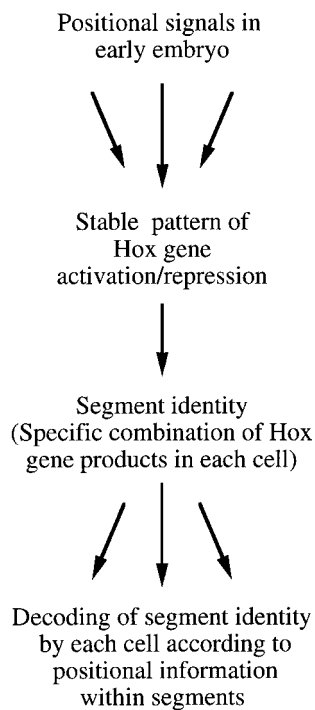 Positional signals in
early embryo
Stable pattern of
Hox gene
activation/repression
Segment identity
(Specific combination of Hox
gene products in each cell)
Decoding of segment identity
by each cell according to
positional information
within segments